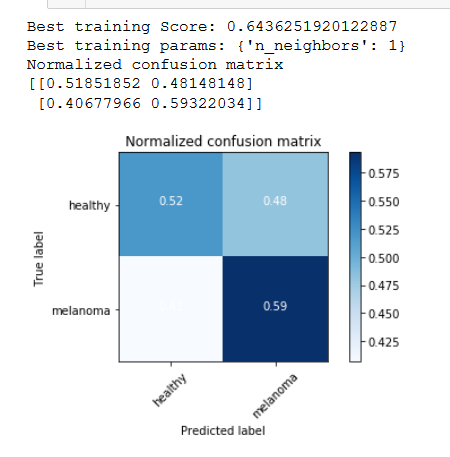 Best training Score: 0.6436251920122887
Best training params: {'n_neighbors': 1}
Normalized confusion matrix
[[0.51851852 0.48148148]
[0.40677966 0.59322034]]
Normalized confusion matrix
healthy
0.52
0.48
melanoma
0.59
True label
healthy
melanoma
Predicted label
0.575
0.550
0.525
0.500
0.475
0.450
0.425